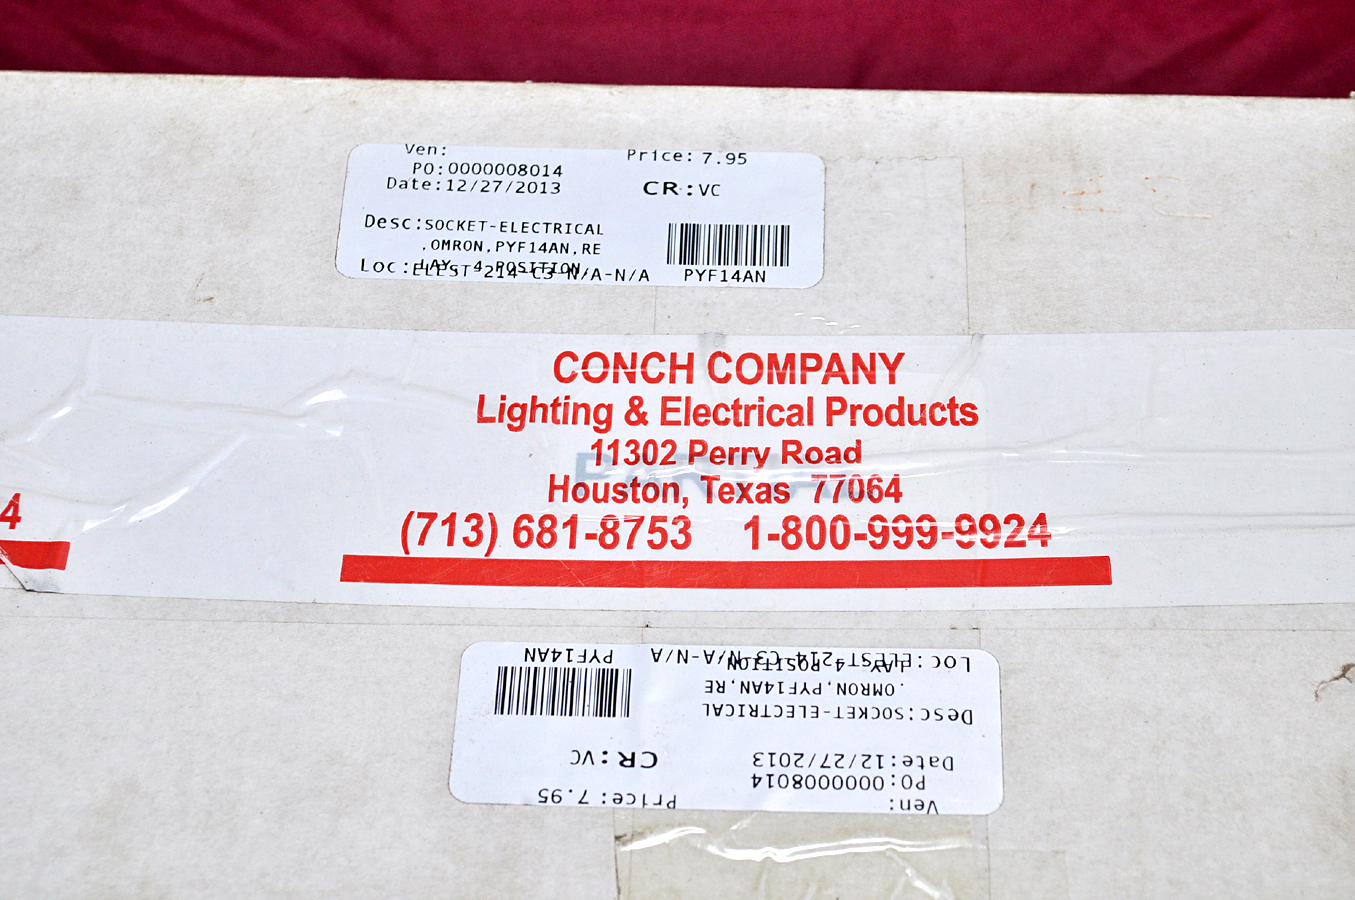 Ven:
Price: 7.95
PO:0000008014
Date:12/27/2013
CR:VC
Desc:SOCKET-ELECTRICAL
,OMRON,PYF14AN,RE
LAY, 4 POSITION,
Loc:ELEST-214-C3-N/A-N/A
PYF14AN
CONCH COMPANY
Lighting & Electrical Products
11302 Perry Road
Houston, Texas 77064
(713) 681-8753 1-800-999-9924
4
Ven:
Price: 7.95
PO:0000008014
Date:12/27/2013
CR:VC
Desc:SOCKET-ELECTRICAL
,OMRON,PYF14AN,RE
LAY, 4 POSITION
Loc:ELEST-214-C3-N/A-N/A
PYF14AN